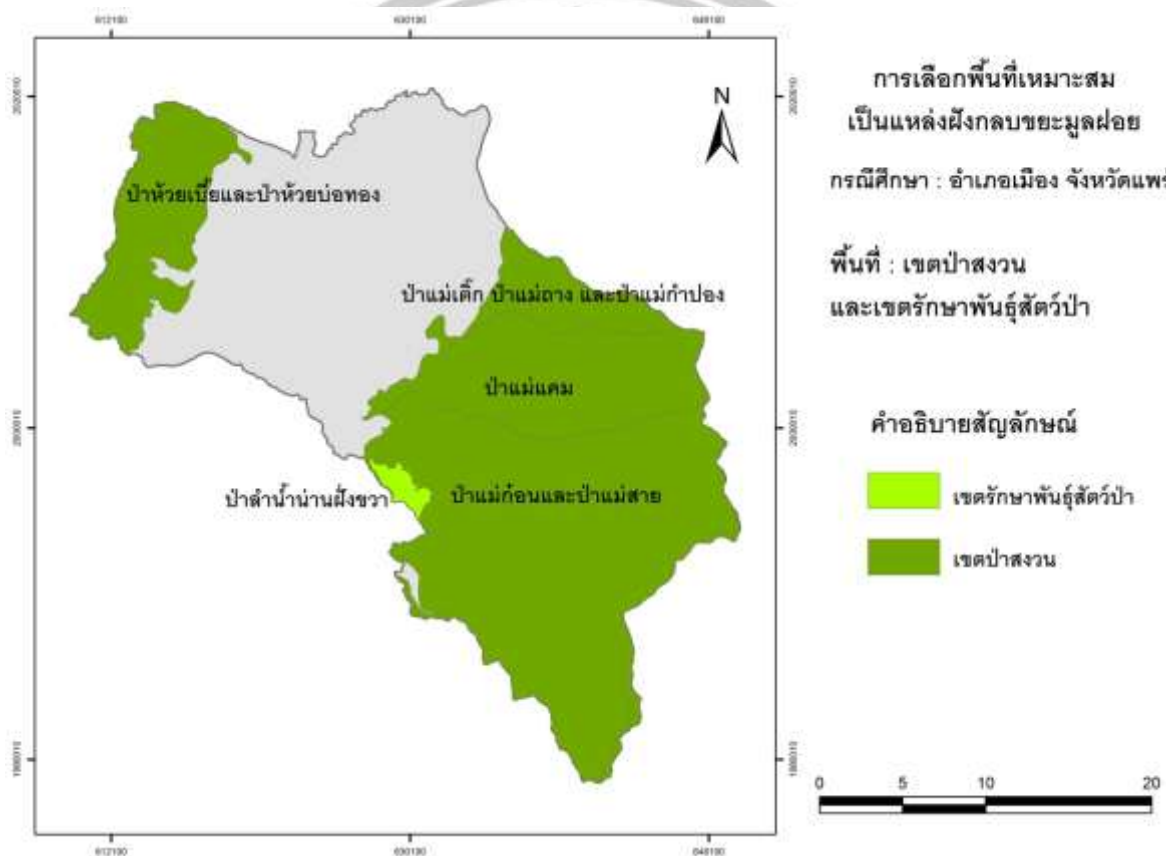 612100
630100
648100
2020010
2020010
N
การเลือกพื้นที่เหมาะสม
เป็นแหล่งฝังกลบขยะมูลฝอย
กรณีศึกษา : อำเภอเมือง จังหวัดแพร่
พื้นที่ : เขตป่าสงวน
และเขตรักษาพันธุ์สัตว์ป่า
ป่าห้วยเบี้ยและป่าห้วยบ่อทอง
ป่าแม่เติ๊ก ป่าแม่ถาง และป่าแม่กำปอง
ป่าแม่แคม
คำอธิบายสัญลักษณ์
เขตรักษาพันธุ์สัตว์ป่า
เขตป่าสงวน
ป่าลำน้ำน่านฝั่งขวา
ป่าแม่ก๋อนและป่าแม่สาย
0 5 10 20
612100
630100
648100